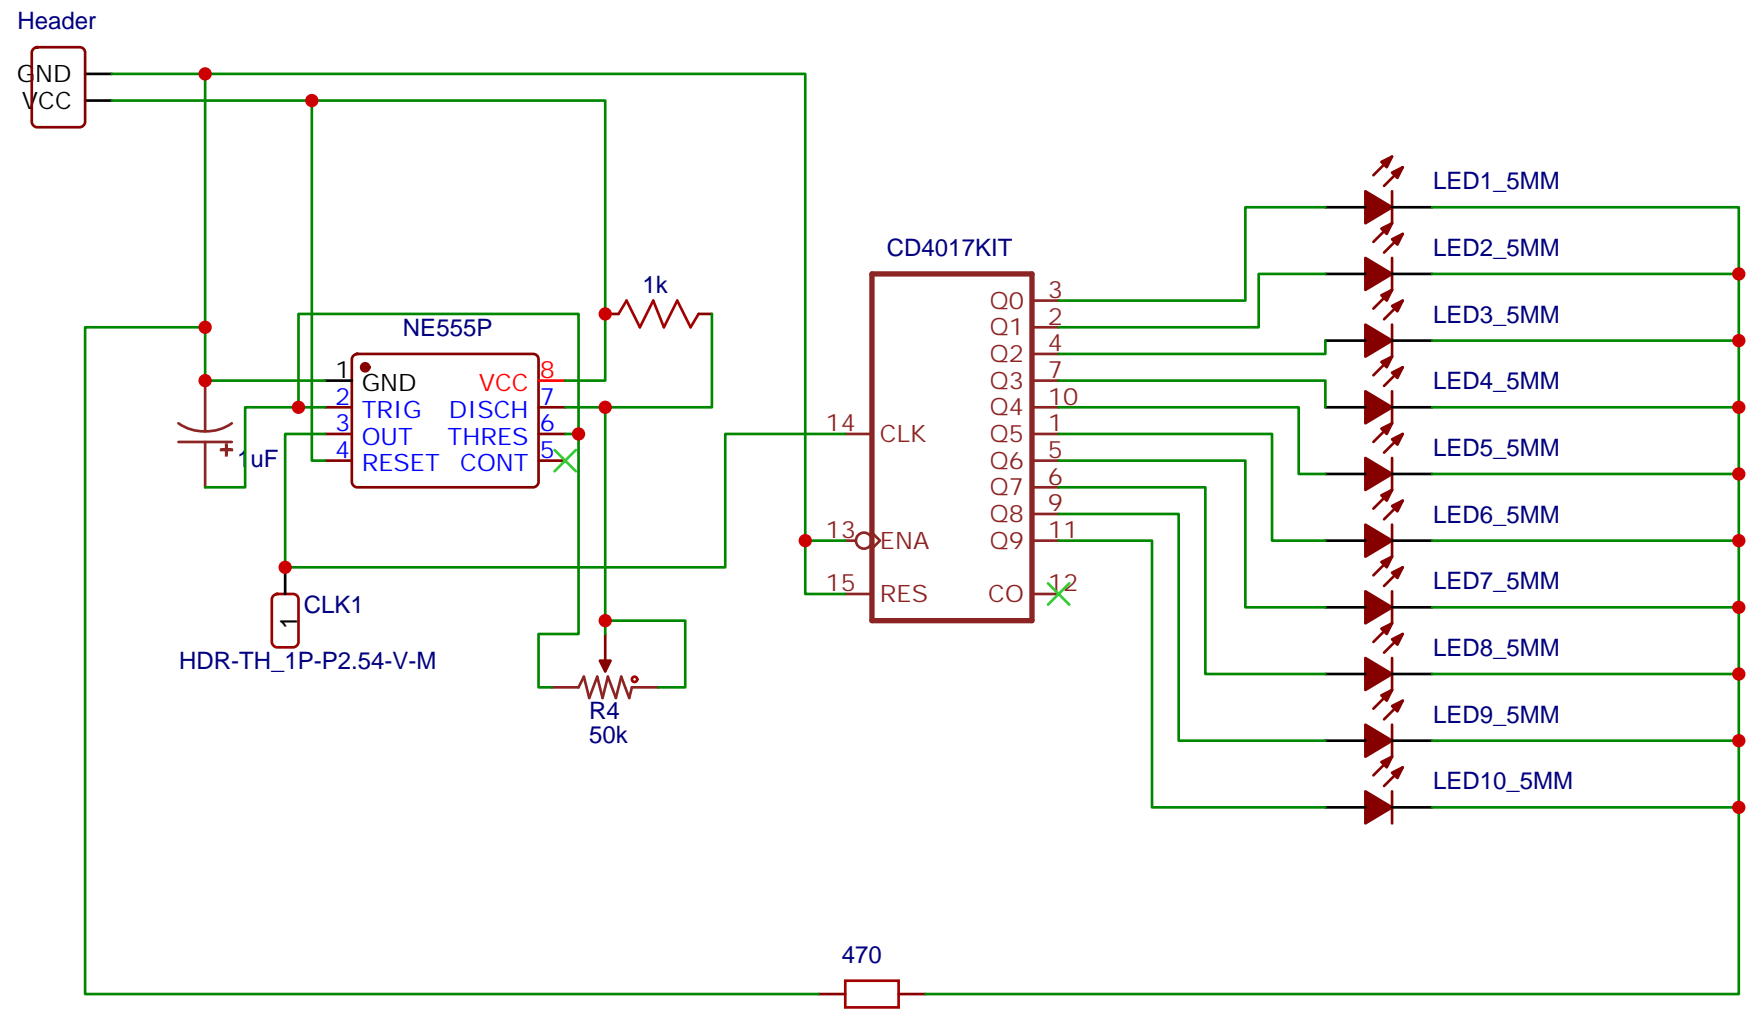 Header
GND
VCC
1k
NE555P
1
GND
VCC
8
2
TRIG
DISCH
7
3
OUT
THRES
6
4
RESET
CONT
5
1uF
CLK1
1
HDR-TH_1P-P2.54-V-M
R4
50k
CD4017KIT
14
CLK
13
ENA
15
RES
Q0
3
Q1
2
Q2
4
Q3
7
Q4
10
Q5
1
Q6
5
Q7
6
Q8
9
Q9
11
CO
12
LED1_5MM
LED2_5MM
LED3_5MM
LED4_5MM
LED5_5MM
LED6_5MM
LED7_5MM
LED8_5MM
LED9_5MM
LED10_5MM
470